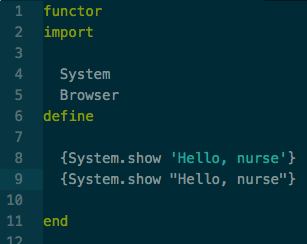 1 functor
2 import
3
4 System
5 Browser
6 define
7
8 {System.show 'Hello, nurse'}
9 {System.show "Hello, nurse"}
10
11 end
12